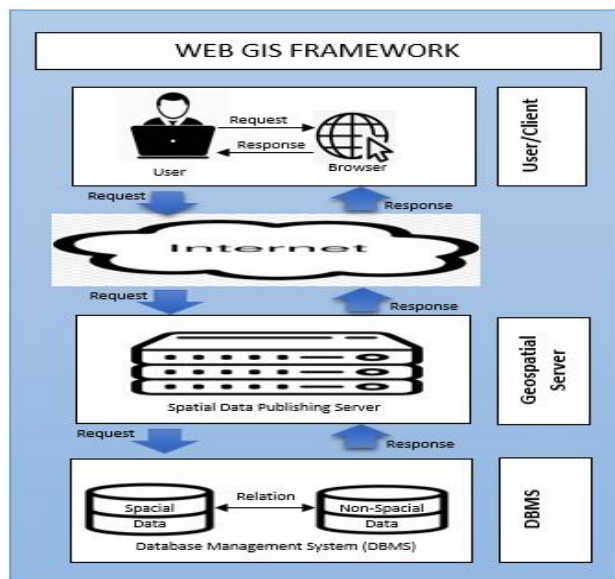 WEB GIS FRAMEWORK
Request
Response
User
Browser
User/Client
Request
Response
Internet
Request
Response
Spatial Data Publishing Server
Geospatial
Server
Request
Response
Spacial
Data
Relation
Non-Spacial
Data
Database Management System (DBMS)
DBMS